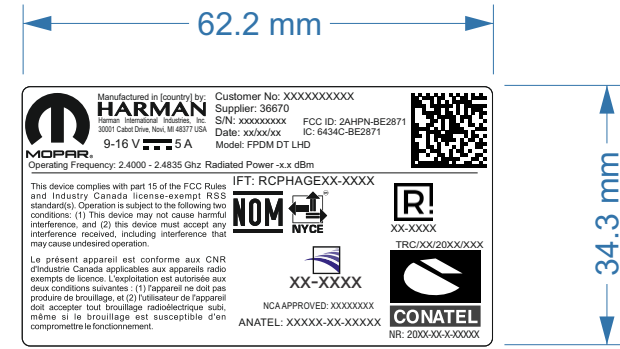 62.2 mm
Manufactured in [country] by:
HARMAN
Harman International Industries, Inc.
30001 Cabot Drive, Novi, MI 48377 USA
9-16 V 5 A
MOPAR®
Customer No: XXXXXXXXXX
Supplier: 36670
S/N: xxxxxxxxx
FCC ID: 2AHPN-BE2871
Date: xx/xx/xx
IC: 6434C-BE2871
Model: FPDM DT LHD
Operating Frequency: 2.4000 - 2.4835 Ghz Radiated Power -x.x dBm
This device complies with part 15 of the FCC Rules
and Industry Canada license-exempt RSS
standard(s). Operation is subject to the following two
conditions: (1) This device may not cause harmful
interference, and (2) this device must accept any
interference received, including interference that
may cause undesired operation.
Le présent appareil est conforme aux CNR
d'Industrie Canada applicables aux appareils radio
exempts de licence. L'exploitation est autorisée aux
deux conditions suivantes : (1) l'appareil ne doit pas
produire de brouillage, et (2) l'utilisateur de l'appareil
doit accepter tout brouillage radioélectrique subi,
même si le brouillage est susceptible d'en
compromettre le fonctionnement.
IFT: RCPHAGEXX-XXXX
NOM
NYCE
R!
XX-XXXX
TRC/XX/20XX/XXX
XX-XXXX
NCA APPROVED: XXXXXXXX
ANATEL: XXXXX-XX-XXXXX
CONATEL
NR: 20XX-XX-X-XXXXX
34.3 mm